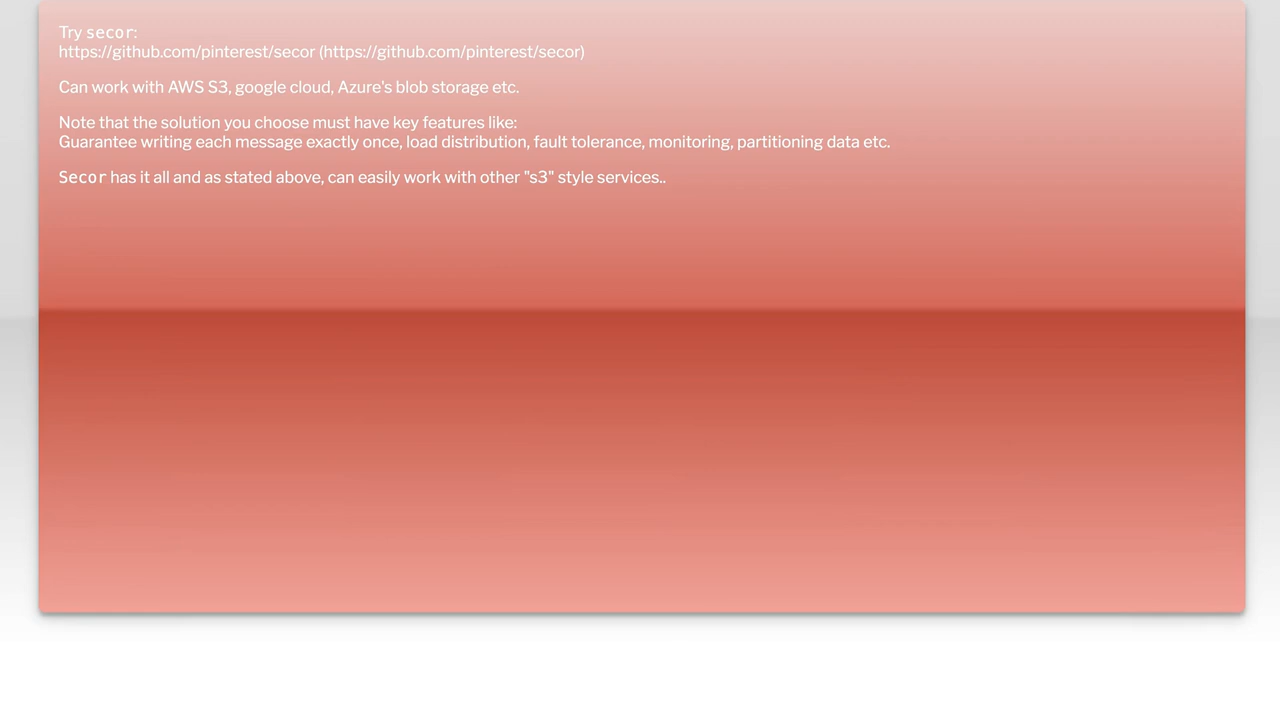 Try secor:
https://github.com/pinterest/secor (https://github.com/pinterest/secor)
Can work with AWS S3, google cloud, Azure's blob storage etc.
Note that the solution you choose must have key features like:
Guarantee writing each message exactly once, load distribution, fault tolerance, monitoring, partitioning data etc.
Secor has it all and as stated above, can easily work with other "s3" style services..